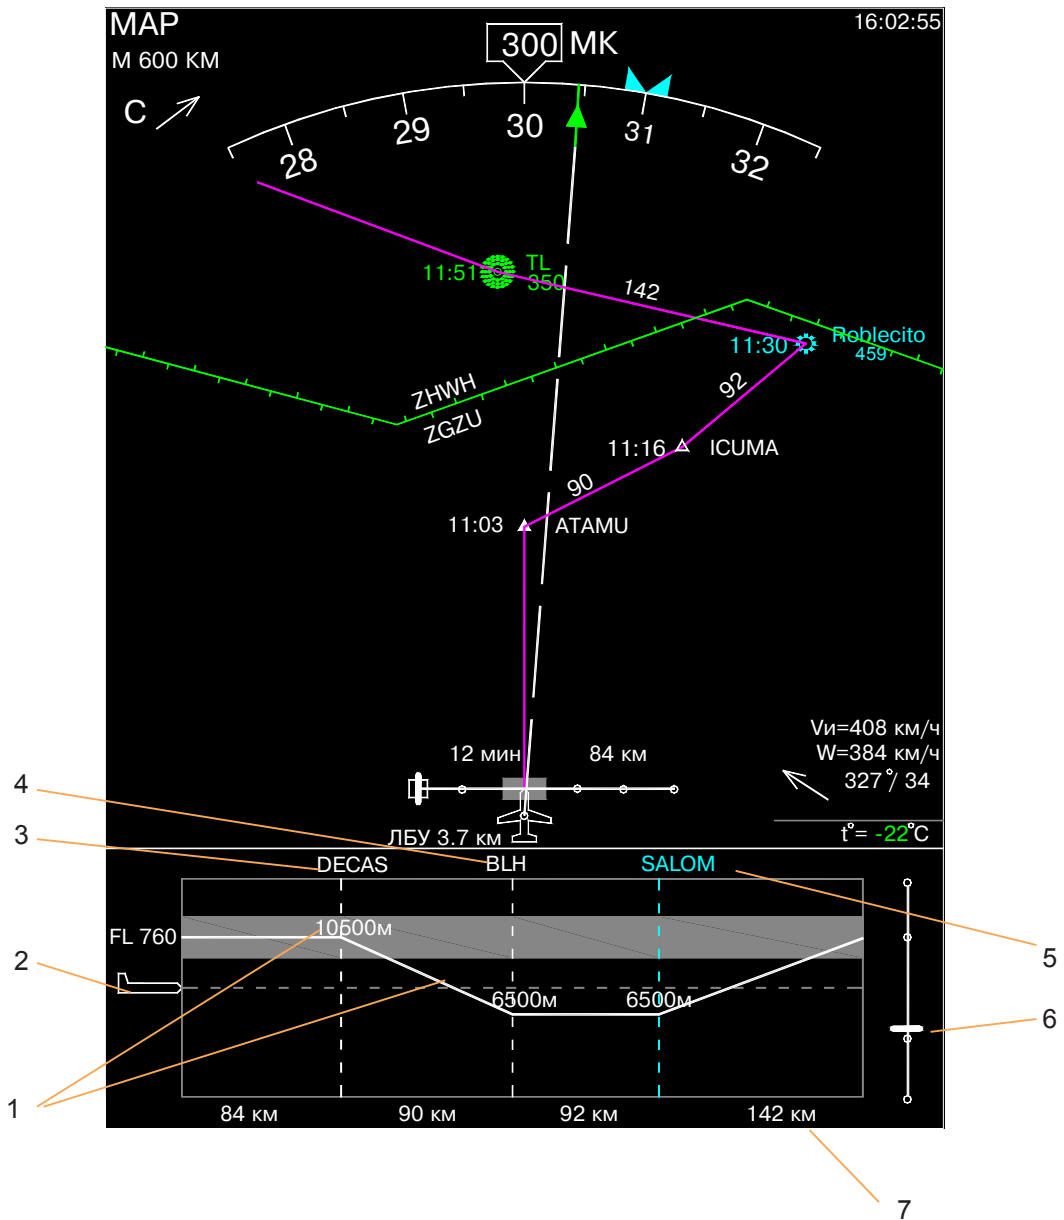 MAP
16:02:55
М 600 КМ
300 МК
С
28
29
30
31
32
11:51
TL
350
142
11:30
Roblecito
459
ZHWH
ZGZU
92
11:16
ICUMA
90
11:03
ATAMU
Vи=408 км/ч
W=384 км/ч
327°/ 34
12 мин
84 км
t°= -22°C
ЛБУ 3.7 км
4
3
DECAS
BLH
SALOM
FL 760
10500м
2
5
6500м
6500м
6
1
84 км
90 км
92 км
142 км
7